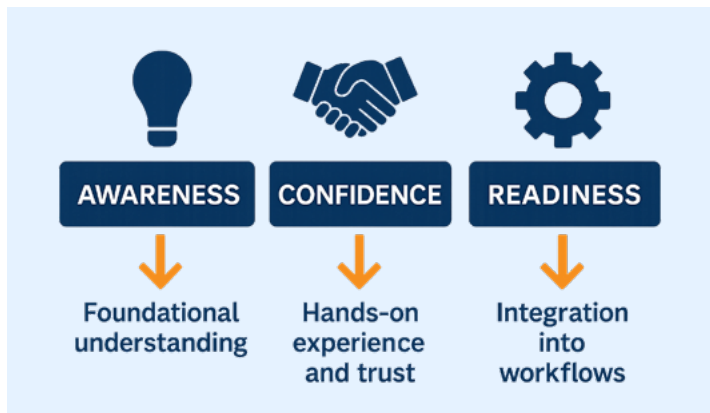 AWARENESS
Foundational
understanding
CONFIDENCE
Hands-on
experience
and trust
READINESS
Integration
into
workflows